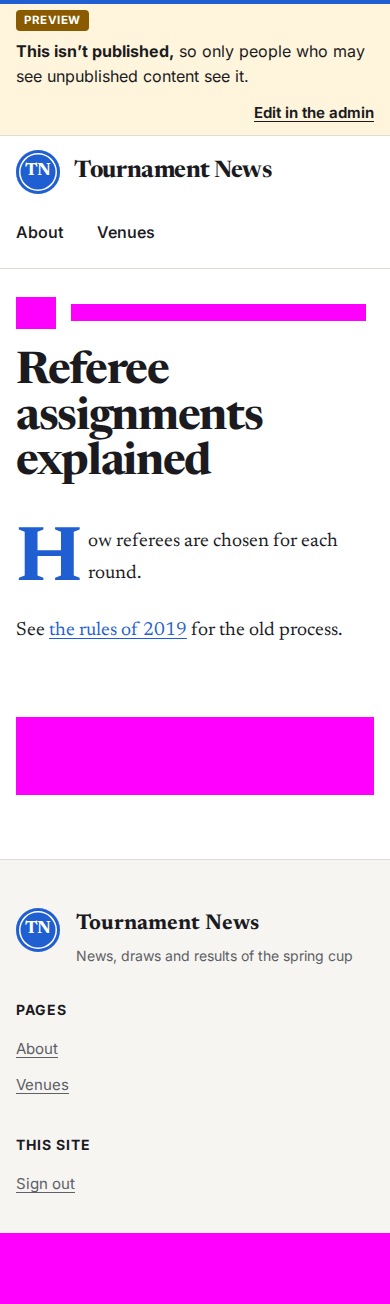 PREVIEW
This isn’t published, so only people who may
see unpublished content see it.
Edit in the admin
TN
Tournament News
About
Venues
Referee
assignments
explained
How referees are chosen for each
round.
See the rules of 2019 for the old process.
TN
Tournament News
News, draws and results of the spring cup
PAGES
About
Venues
THIS SITE
Sign out